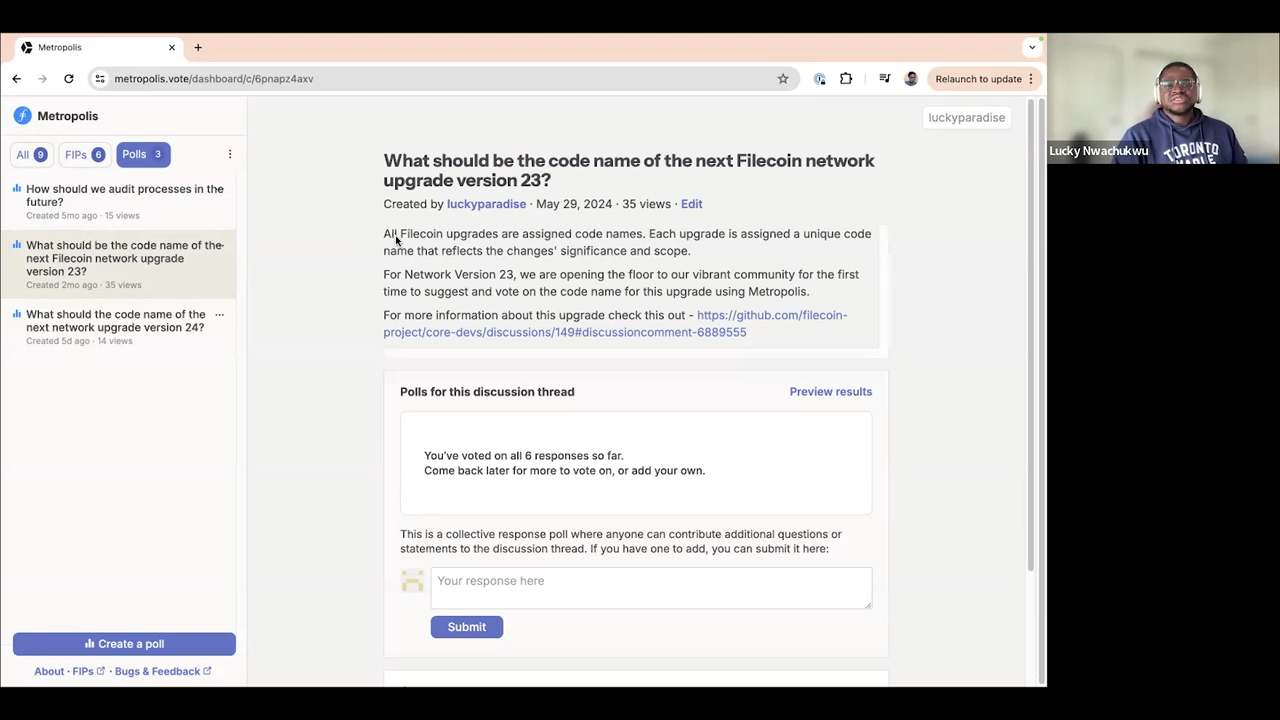 Metropolis
metropolis.vote/dashboard/c/6pnapz4axv
Relaunch to update
Metropolis
All 9
FIPs 6
Polls 3
How should we audit processes in the future?
Created 5mo ago · 15 views
What should be the code name of the
next Filecoin network upgrade
version 23?
Created 2mo ago · 35 views
What should the code name of the
next network upgrade version 24?
Created 5d ago · 14 views
Create a poll
About · FIPs · Bugs & Feedback
luckyparadise
What should be the code name of the next Filecoin network
upgrade version 23?
Created by luckyparadise · May 29, 2024 · 35 views · Edit
All Filecoin upgrades are assigned code names. Each upgrade is assigned a unique code
name that reflects the changes' significance and scope.
For Network Version 23, we are opening the floor to our vibrant community for the first
time to suggest and vote on the code name for this upgrade using Metropolis.
For more information about this upgrade check this out - https://github.com/filecoin-
project/core-devs/discussions/149#discussioncomment-6889555
Polls for this discussion thread
Preview results
You've voted on all 6 responses so far.
Come back later for more to vote on, or add your own.
This is a collective response poll where anyone can contribute additional questions or
statements to the discussion thread. If you have one to add, you can submit it here:
Your response here
Submit
Lucky Nwachukwu
TORONTO